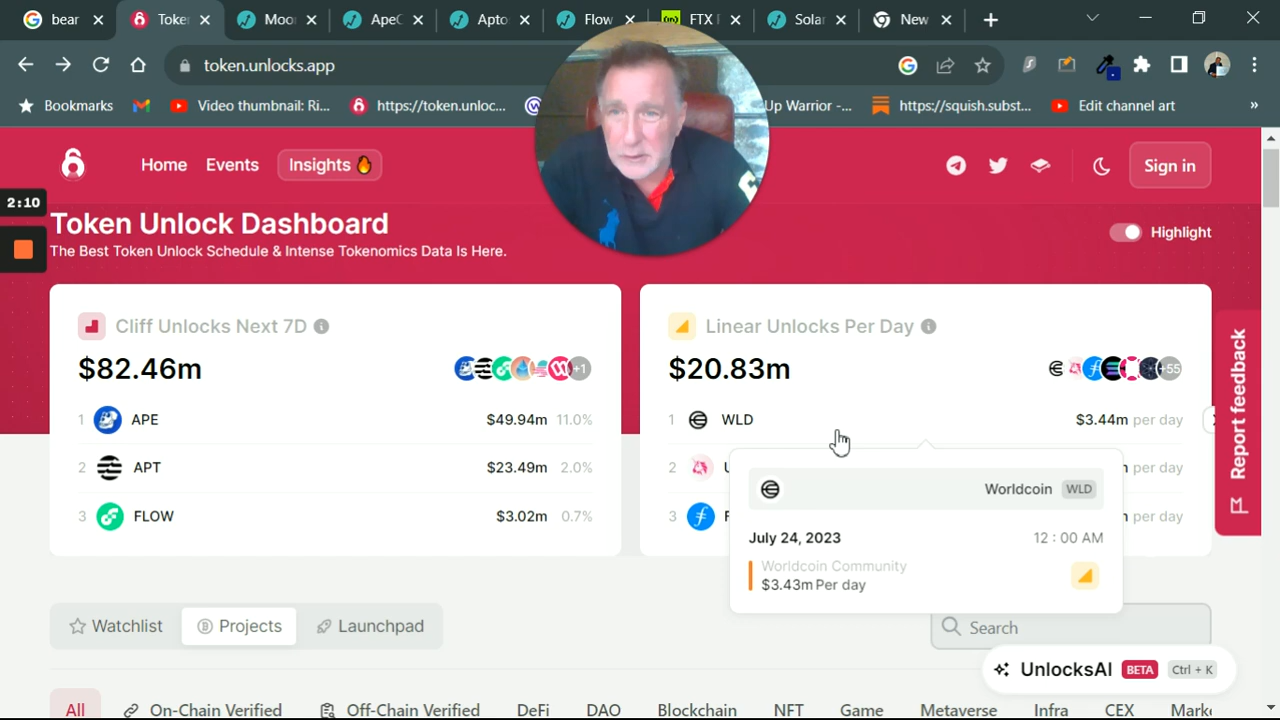 bear
Toke
Moo
ApeC
Apto
Flow
FTX
Sola
New
token.unlocks.app
Bookmarks
Video thumbnail: Ri...
https://token.unloc...
Up Warrior -...
https://squish.subst...
Edit channel art
»
Home
Events
Insights
Sign in
2:10
Token Unlock Dashboard
The Best Token Unlock Schedule & Intense Tokenomics Data Is Here.
Highlight
Cliff Unlocks Next 7D
$82.46m
+1
1 APE $49.94m 11.0%
2 APT $23.49m 2.0%
3 FLOW $3.02m 0.7%
Linear Unlocks Per Day
$20.83m
+55
1 WLD $3.44m per day
2 per day
3 per day
Worldcoin WLD
July 24, 2023 12 : 00 AM
Worldcoin Community
$3.43m Per day
Report feedback
Watchlist
Projects
Launchpad
Search
UnlocksAI BETA Ctrl + K
All
On-Chain Verified
Off-Chain Verified
DeFi
DAO
Blockchain
NFT
Game
Metaverse
Infra
CEX
Marke